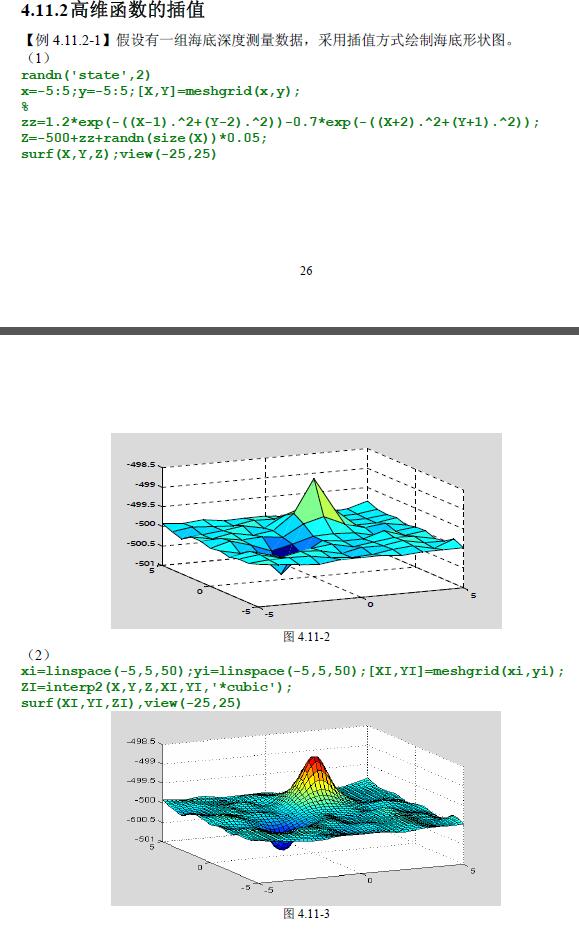 4.11.2高维函数的插值
【例 4.11.2-1】假设有一组海底深度测量数据，采用插值方式绘制海底形状图。
（1）
randn('state',2)
x=-5:5;y=-5:5;[X,Y]=meshgrid(x,y);
%
zz=1.2*exp(-((X-1).^2+(Y-2).^2))-0.7*exp(-((X+2).^2+(Y+1).^2));
Z=-500+zz+randn(size(X))*0.05;
surf(X,Y,Z);view(-25,25)
26
-498.5
-499
-499.5
-500
-500.5
-501
5
0
-5
-5
0
5
图 4.11-2
（2）
xi=linspace(-5,5,50);yi=linspace(-5,5,50);[XI,YI]=meshgrid(xi,yi);
ZI=interp2(X,Y,Z,XI,YI,'*cubic');
surf(XI,YI,ZI),view(-25,25)
-498.5
-499
-499.5
-500
-500.5
-501
5
0
-5
-5
0
5
图 4.11-3